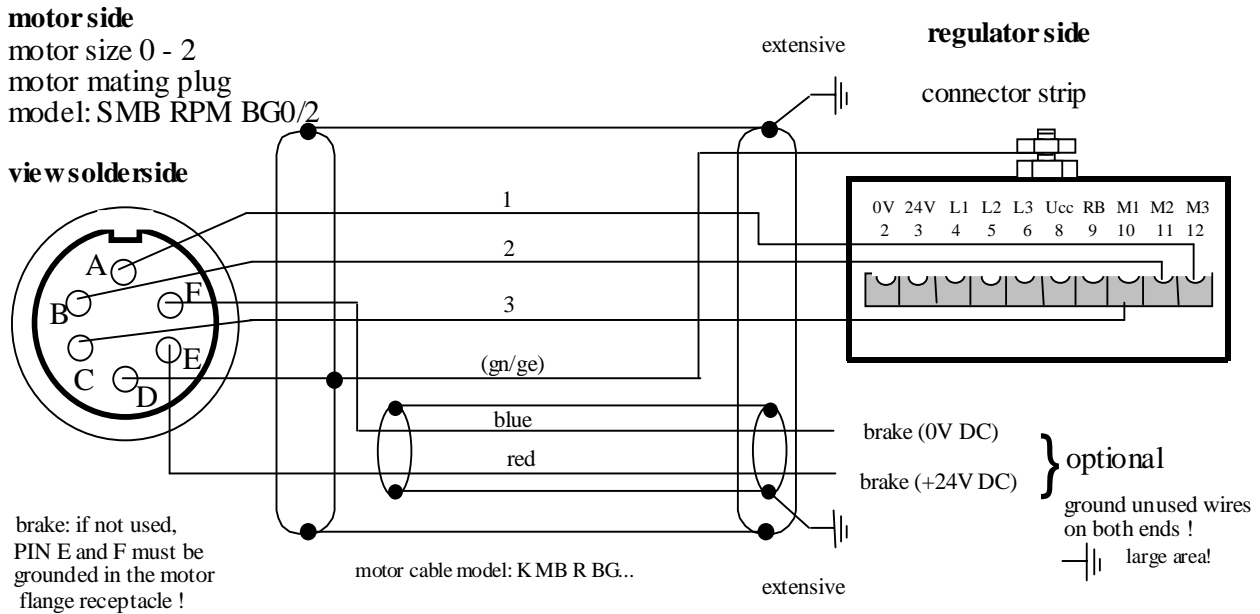 motor side
motor size 0 - 2
motor mating plug
model: SMB RPM BG0/2
view solderside
extensive
regulator side
connector strip
0V 24V L1 L2 L3 Ucc RB M1 M2 M3
2 3 4 5 6 8 9 10 11 12
1
2
3
A
B
F
C
E
D
(gn/ge)
blue
red
brake (0V DC)
brake (+24V DC)
} optional
ground unused wires
on both ends !
large area!
brake: if not used,
PIN E and F must be
grounded in the motor
flange receptacle !
motor cable model: KMB R BG...
extensive